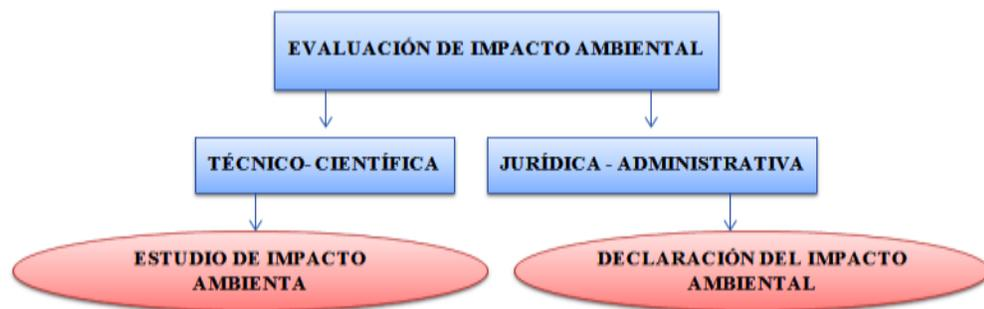 EVALUACIÓN DE IMPACTO AMBIENTAL
TÉCNICO- CIENTÍFICA
JURÍDICA - ADMINISTRATIVA
ESTUDIO DE IMPACTO
AMBIENTA
DECLARACIÓN DEL IMPACTO
AMBIENTAL